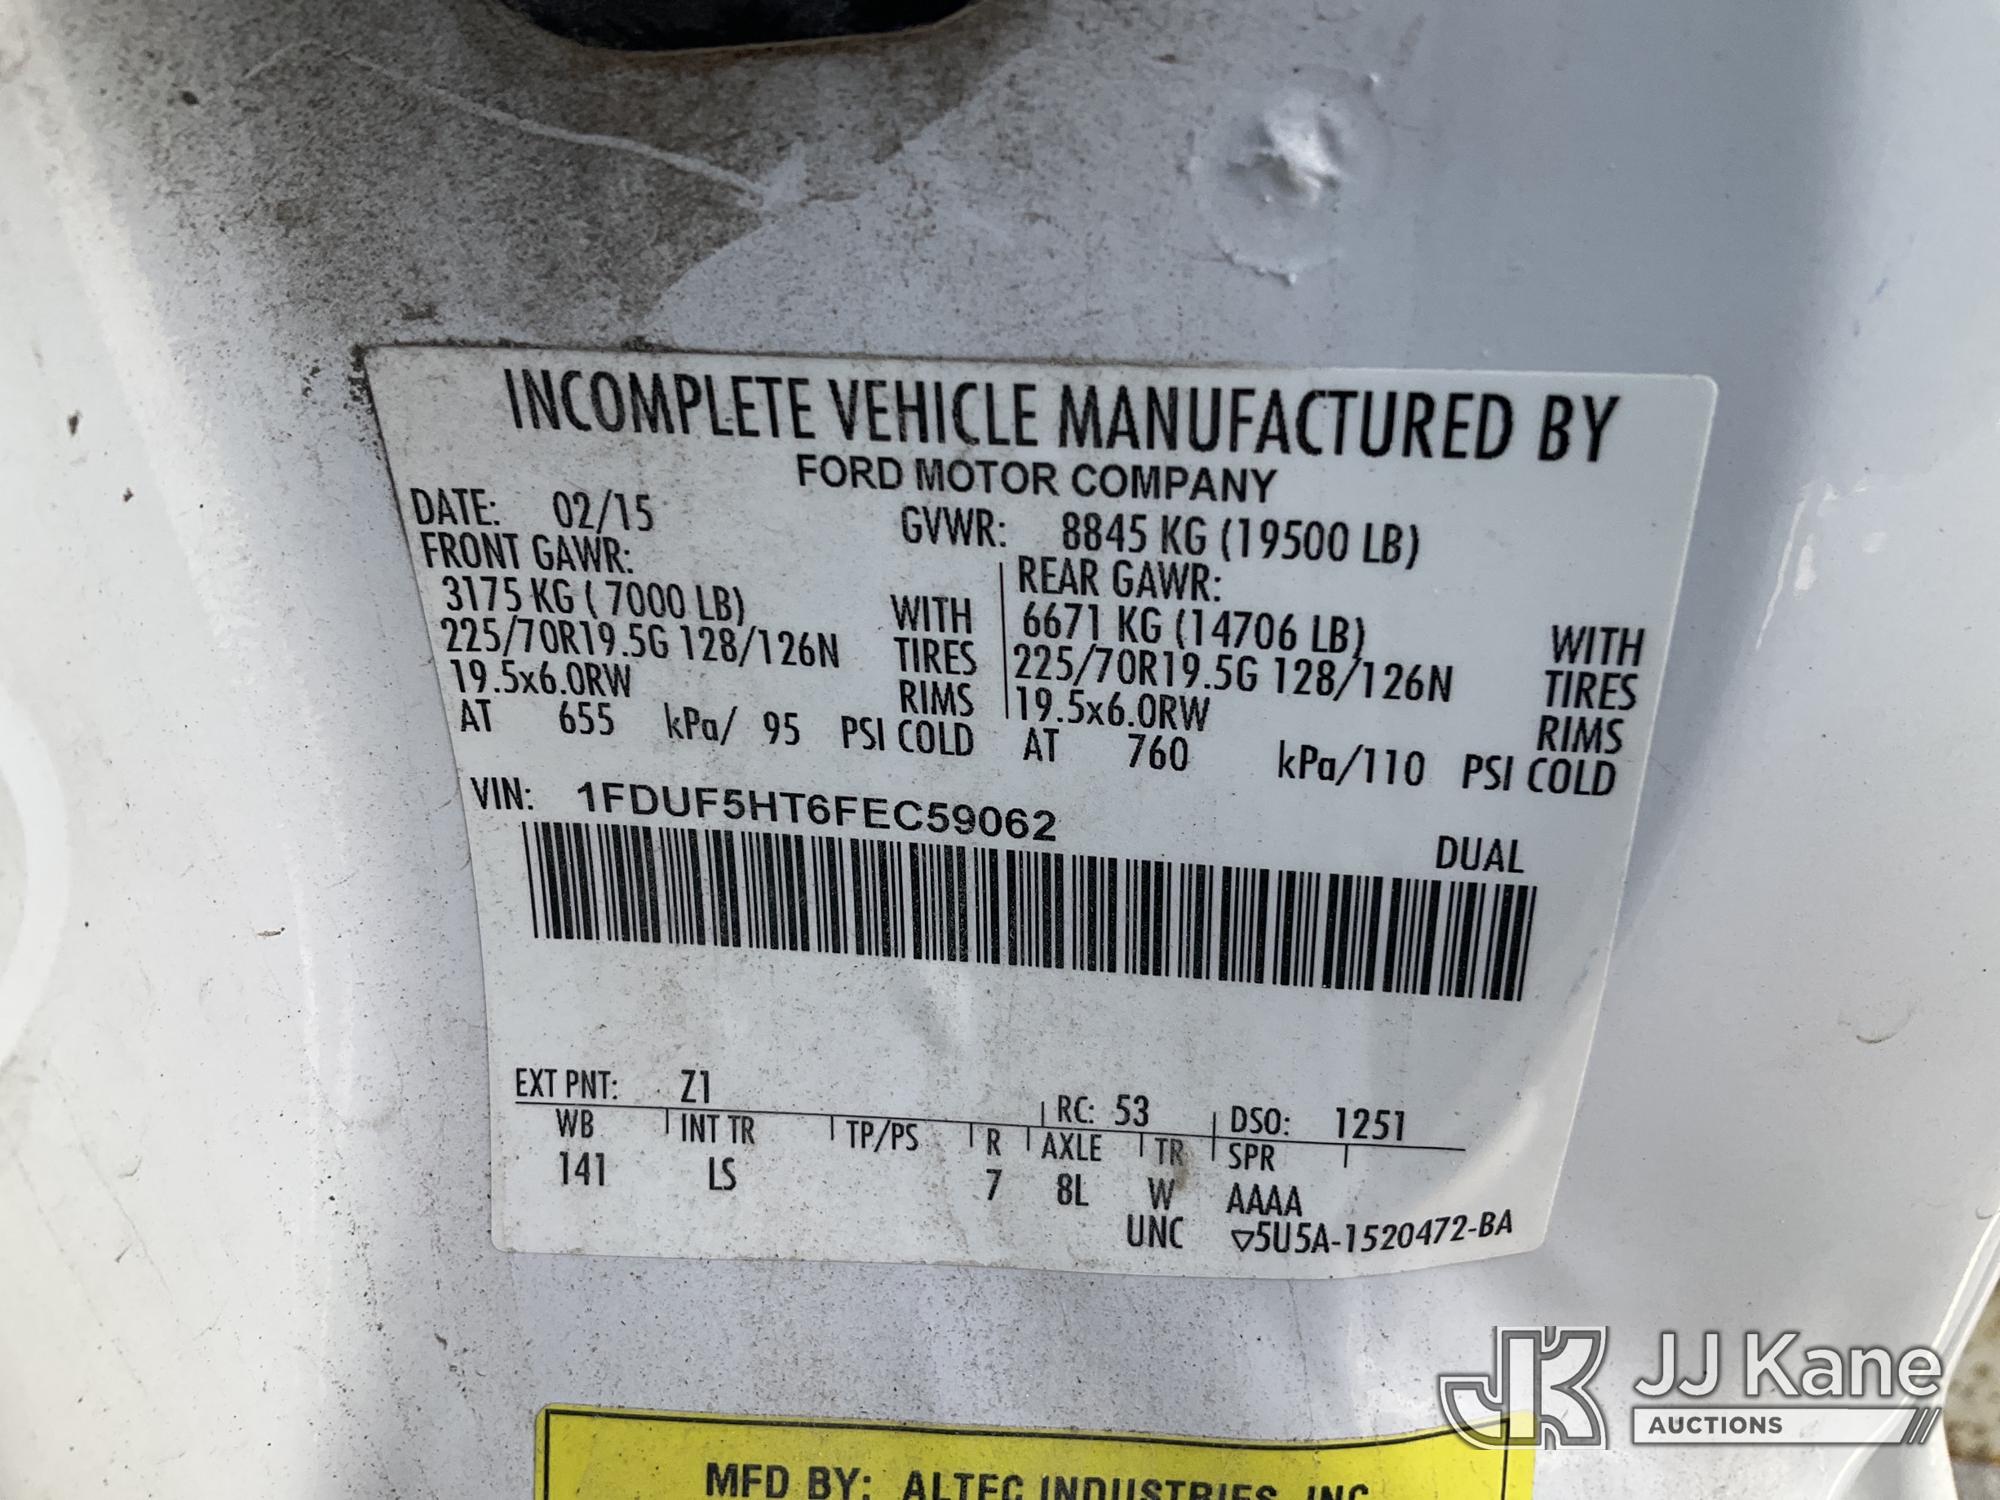 INCOMPLETE VEHICLE MANUFACTURED BY
FORD MOTOR COMPANY
DATE: 02/15 GVWR: 8845 KG (19500 LB)
FRONT GAWR: REAR GAWR:
3175 KG ( 7000 LB) WITH 6671 KG (14706 LB) WITH
225/70R19.5G 128/126N TIRES 225/70R19.5G 128/126N TIRES
19.5x6.0RW RIMS 19.5x6.0RW RIMS
AT 655 kPa/ 95 PSI COLD AT 760 kPa/110 PSI COLD
VIN: 1FDUF5HT6FEC59062
DUAL
EXT PNT: Z1 RC: 53 DSO: 1251
WB INT TR TP/PS R AXLE TR SPR
141 LS 7 8L W AAAA
UNC ▽5U5A-1520472-BA
MFD BY: ALTEC INDUSTRIES, INC.
JK JJ Kane
AUCTIONS